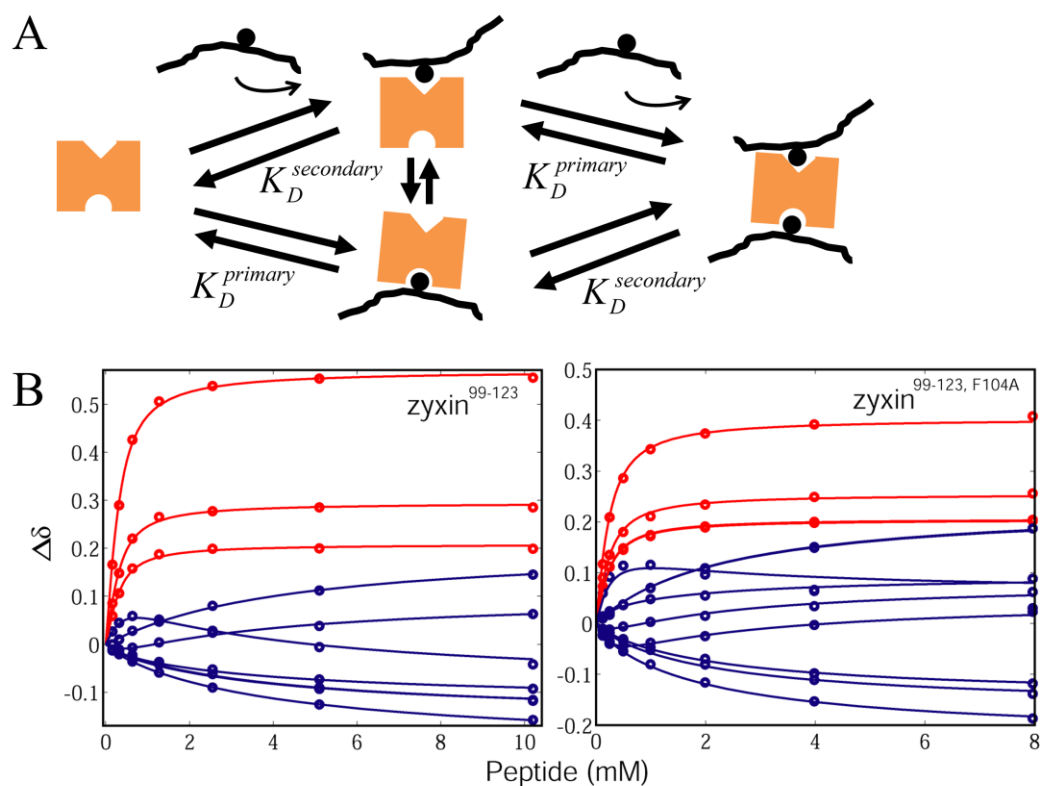 A
K_D^secondary
K_D^primary
K_D^primary
K_D^secondary
B
zyxin^99-123
zyxin^99-123, F104A
0.5
0.4
0.3
0.2
0.1
0
-0.1
0.5
0.4
0.3
0.2
0.1
0
-0.1
-0.2
Δδ
0
2
4
6
8
10
0
2
4
6
8
Peptide (mM)